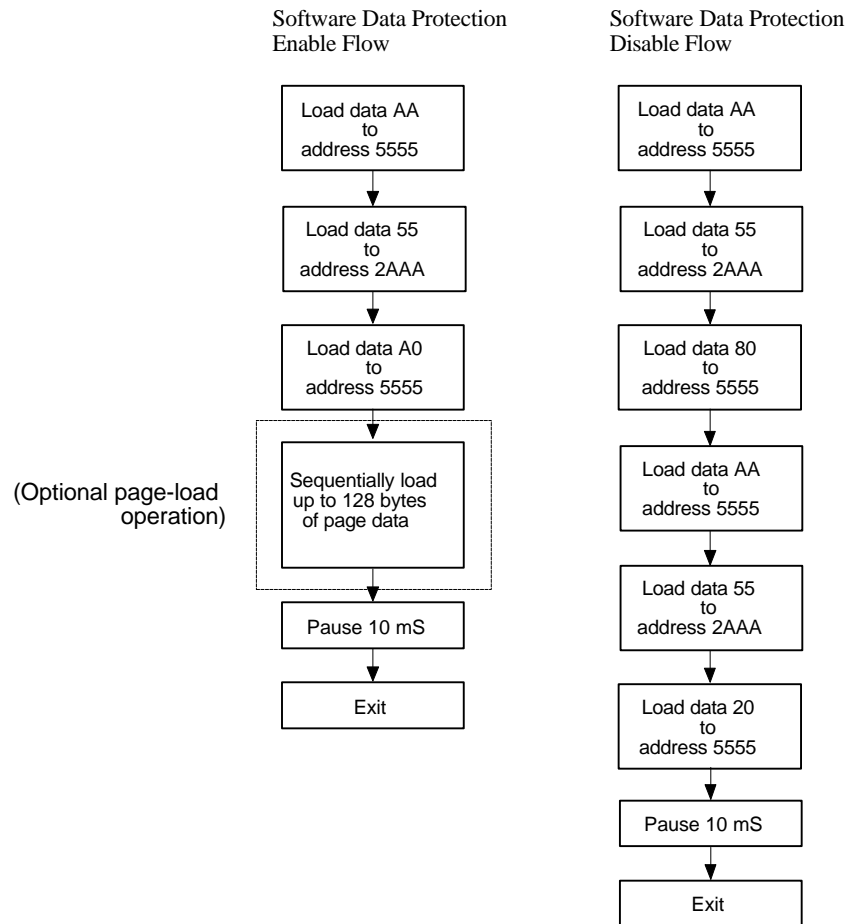 Software Data Protection
Enable Flow
Load data AA
to
address 5555
Load data 55
to
address 2AAA
Load data A0
to
address 5555
(Optional page-load
operation)
Sequentially load
up to 128 bytes
of page data
Pause 10 mS
Exit
Software Data Protection
Disable Flow
Load data AA
to
address 5555
Load data 55
to
address 2AAA
Load data 80
to
address 5555
Load data AA
to
address 5555
Load data 55
to
address 2AAA
Load data 20
to
address 5555
Pause 10 mS
Exit